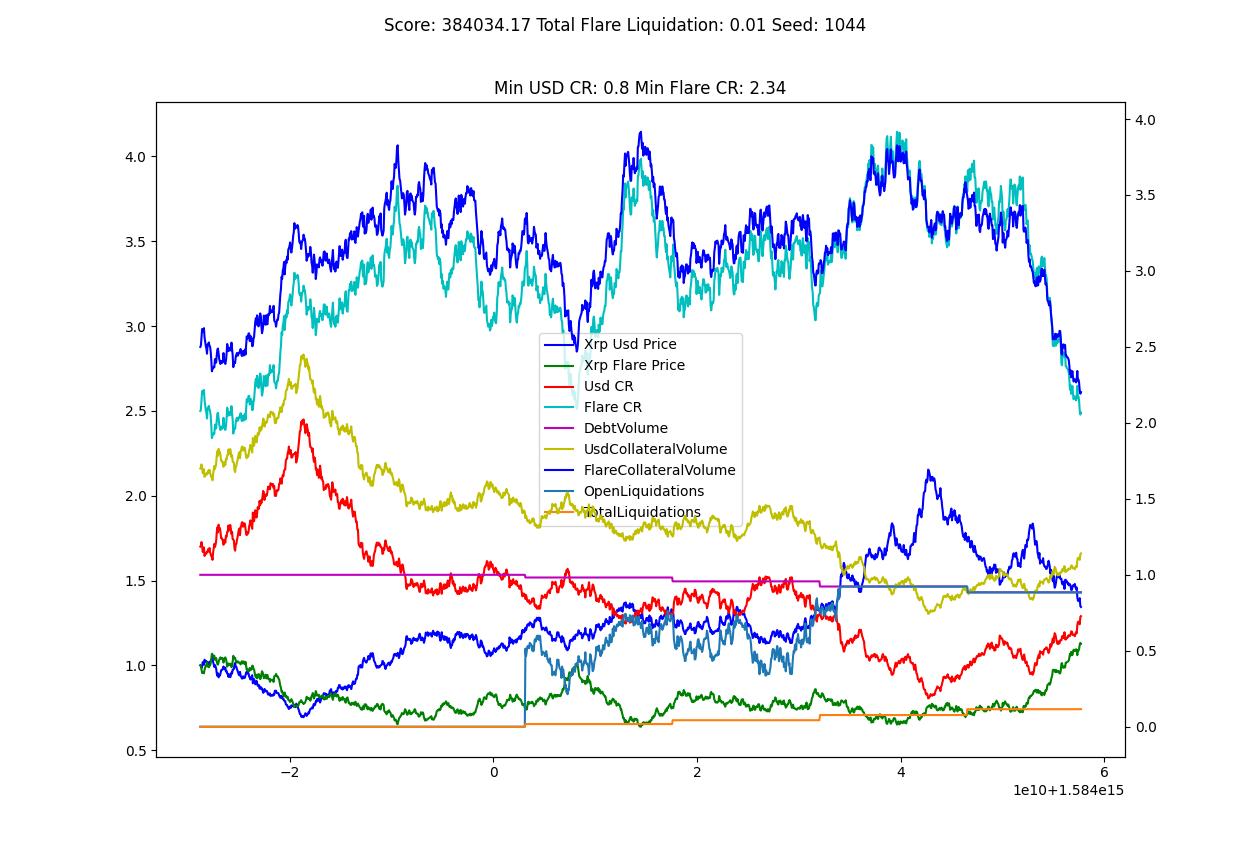 Score: 384034.17 Total Flare Liquidation: 0.01 Seed: 1044
Min USD CR: 0.8 Min Flare CR: 2.34
4.0
3.5
3.0
2.5
2.0
1.5
1.0
0.5
4.0
3.5
3.0
2.5
2.0
1.5
1.0
0.5
0.0
Xrp Usd Price
Xrp Flare Price
Usd CR
Flare CR
DebtVolume
UsdCollateralVolume
FlareCollateralVolume
OpenLiquidations
TotalLiquidations
−2 0 2 4 6
1e10+1.584e15